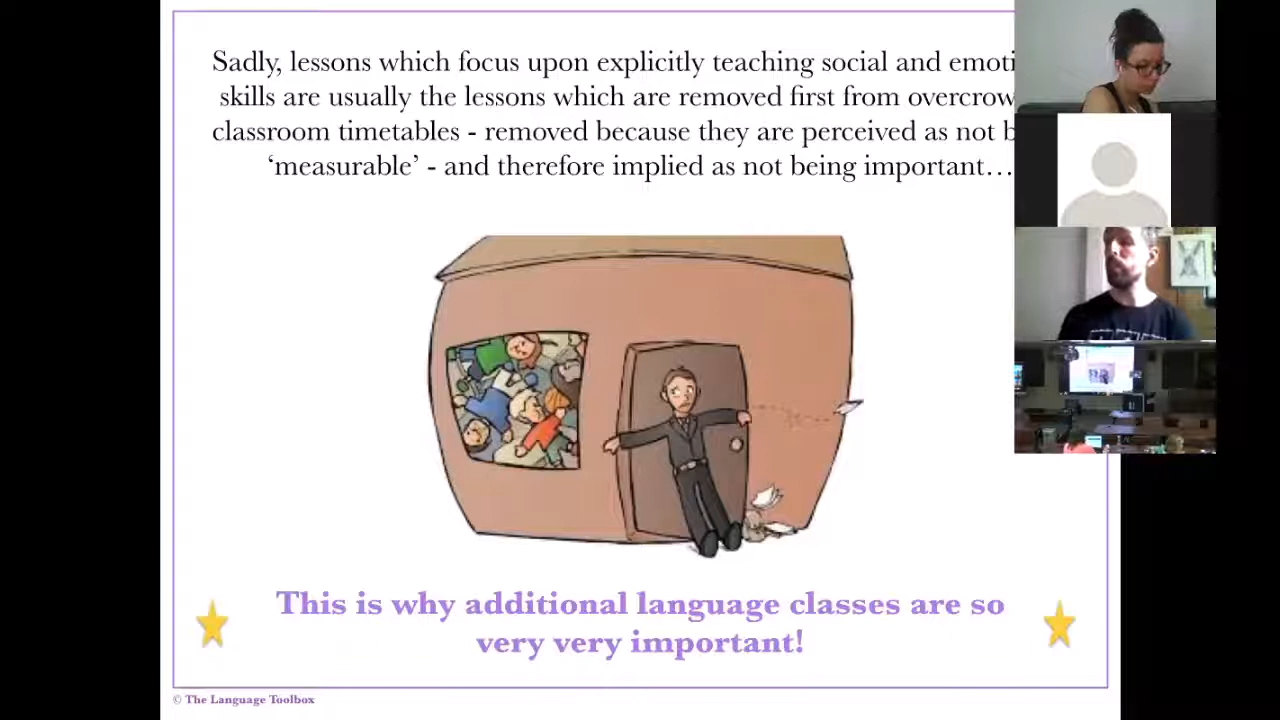 Sadly, lessons which focus upon explicitly teaching social and emoti
skills are usually the lessons which are removed first from overcrow
classroom timetables - removed because they are perceived as not b
‘measurable’ - and therefore implied as not being important…
This is why additional language classes are so
very very important!
© The Language Toolbox